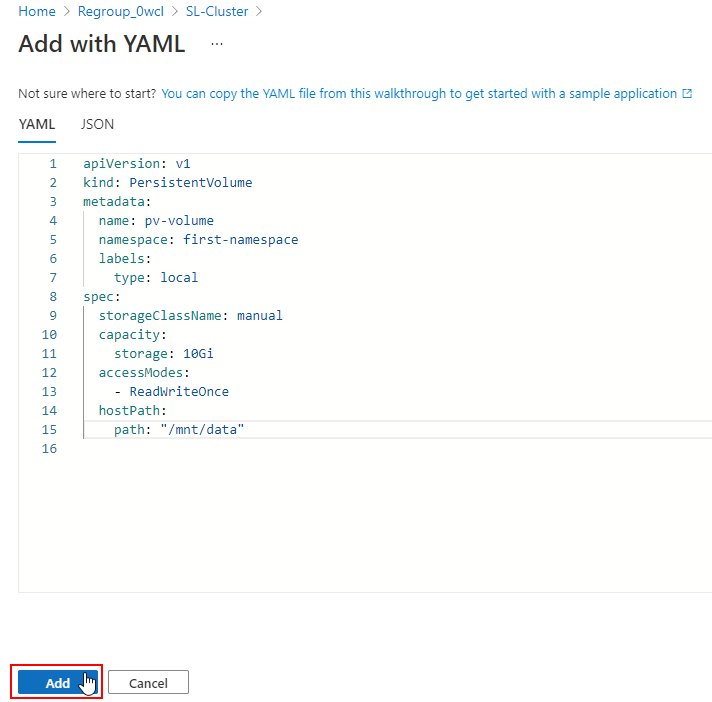 Home > Regroup_0wcl > SL-Cluster >
Add with YAML ...
Not sure where to start? You can copy the YAML file from this walkthrough to get started with a sample application
YAML JSON
1 apiVersion: v1
2 kind: PersistentVolume
3 metadata:
4   name: pv-volume
5   namespace: first-namespace
6   labels:
7     type: local
8 spec:
9   storageClassName: manual
10   capacity:
11     storage: 10Gi
12   accessModes:
13     - ReadWriteOnce
14   hostPath:
15     path: "/mnt/data"
16
Add Cancel